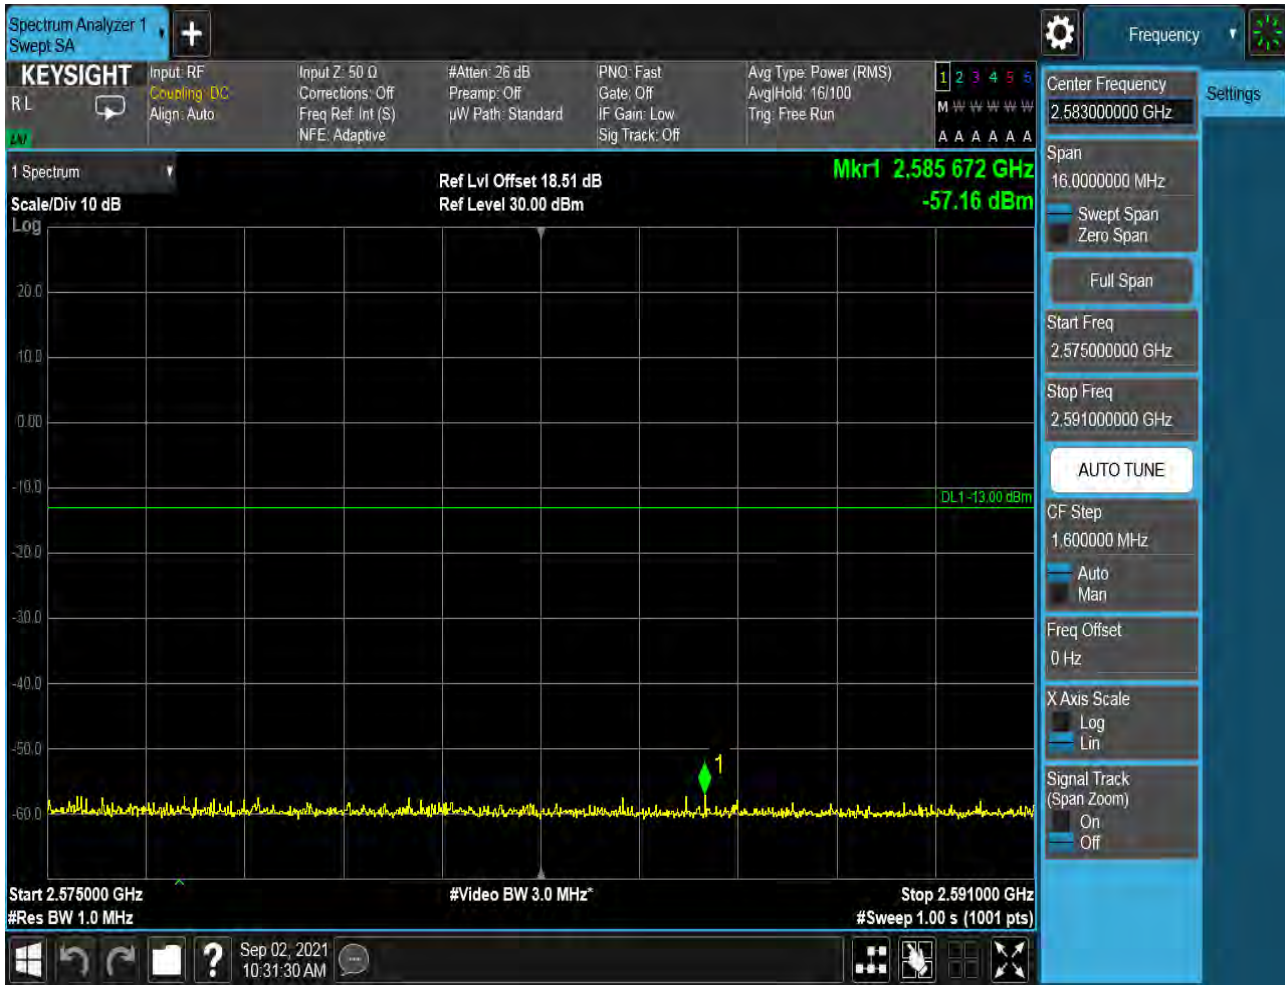 Spectrum Analyzer 1
Swept SA
Frequency
KEYSIGHT
R L
LXI
Input: RF
Coupling: DC
Align: Auto
Input Z: 50 Ω
Corrections: Off
Freq Ref: Int (S)
NFE: Adaptive
#Atten: 26 dB
Preamp: Off
µW Path: Standard
PNO: Fast
Gate: Off
IF Gain: Low
Sig Track: Off
Avg Type: Power (RMS)
Avg|Hold: 16/100
Trig: Free Run
1 2 3 4 5 6
M W W W W W
A A A A A A
1 Spectrum
Scale/Div 10 dB
Log
Ref Lvl Offset 18.51 dB
Ref Level 30.00 dBm
Mkr1 2.585 672 GHz
-57.16 dBm
20.0
10.0
0.00
-10.0
DL1 -13.00 dBm
-20.0
-30.0
-40.0
-50.0
1
-60.0
Start 2.575000 GHz
#Res BW 1.0 MHz
#Video BW 3.0 MHz*
Stop 2.591000 GHz
#Sweep 1.00 s (1001 pts)
?
Sep 02, 2021
10:31:30 AM
Center Frequency
2.583000000 GHz
Settings
Span
16.0000000 MHz
Swept Span
Zero Span
Full Span
Start Freq
2.575000000 GHz
Stop Freq
2.591000000 GHz
AUTO TUNE
CF Step
1.600000 MHz
Auto
Man
Freq Offset
0 Hz
X Axis Scale
Log
Lin
Signal Track
(Span Zoom)
On
Off